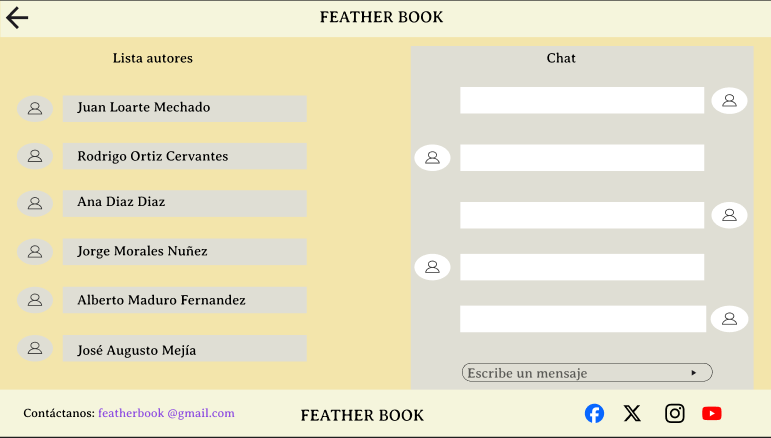 FEATHER BOOK
Lista autores
Juan Loarte Mechado
Rodrigo Ortiz Cervantes
Ana Diaz Diaz
Jorge Morales Nuñez
Alberto Maduro Fernandez
José Augusto Mejía
Chat
Escribe un mensaje
Contáctanos: featherbook @gmail.com
FEATHER BOOK